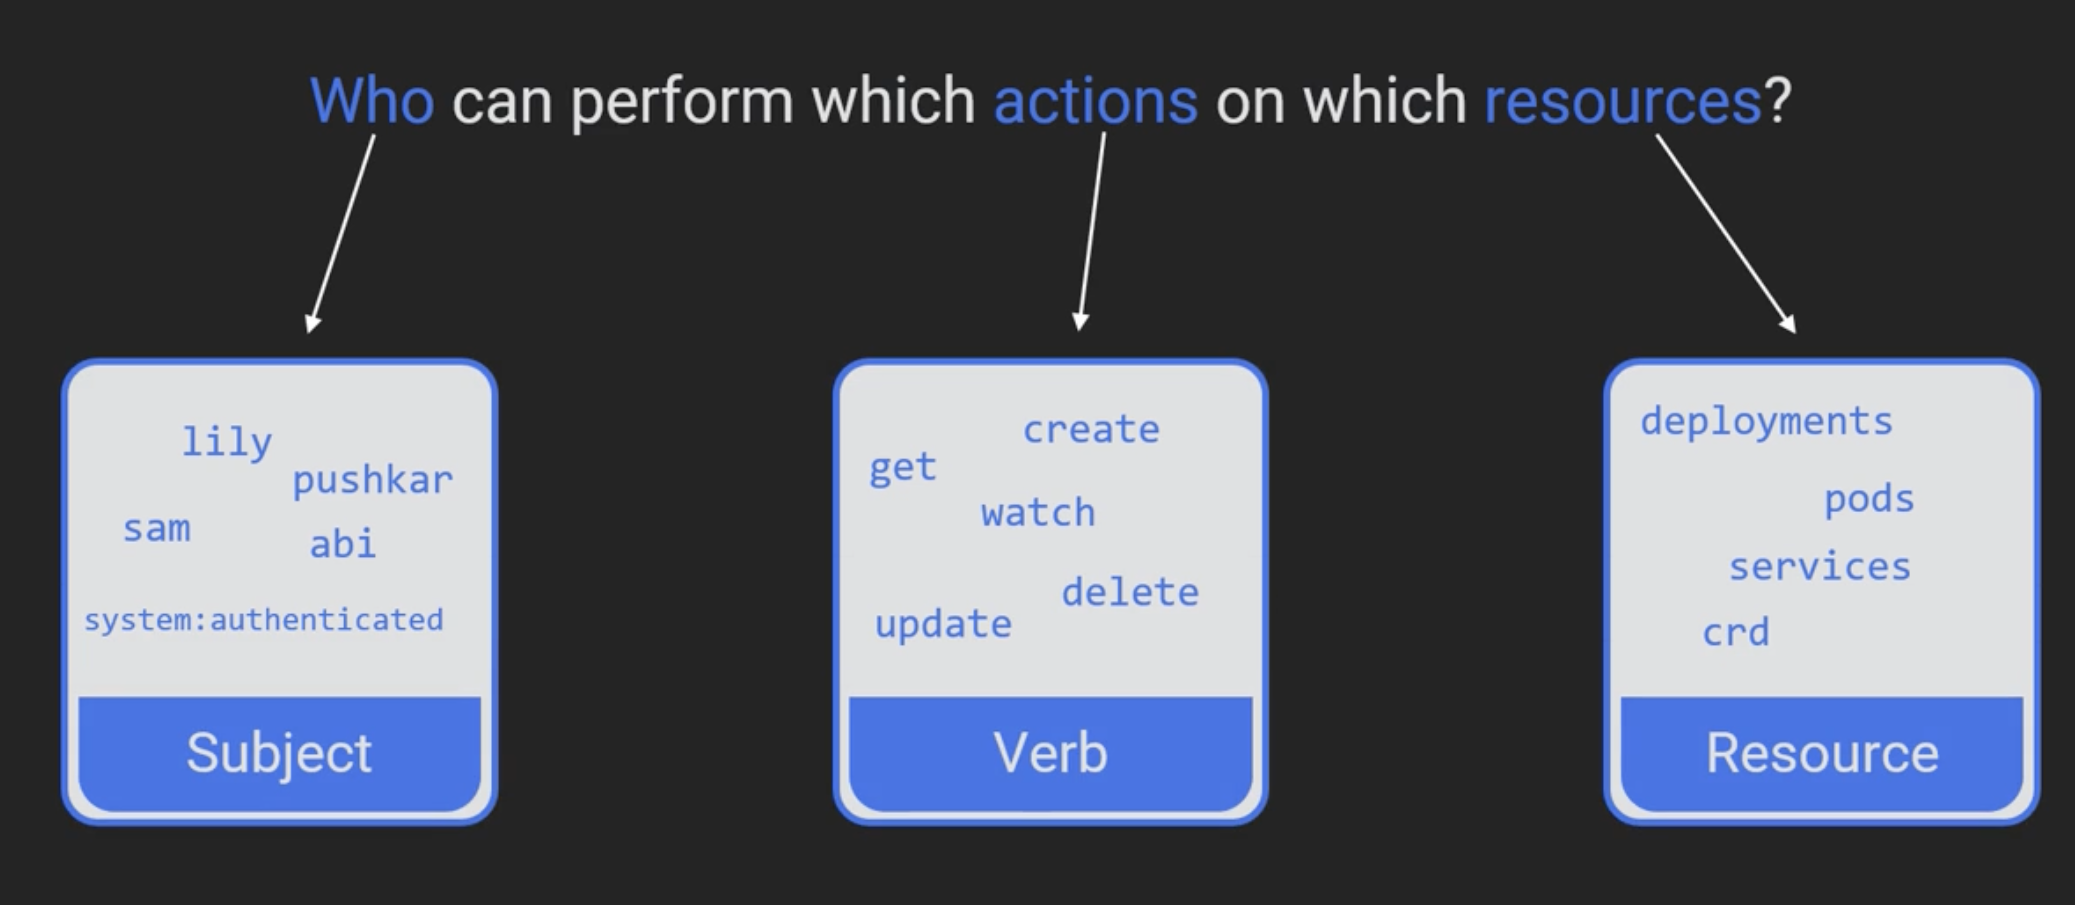 Who can perform which actions on which resources?
lily
pushkar
sam
abi
system:authenticated
Subject
create
get
watch
delete
update
Verb
deployments
pods
services
crd
Resource